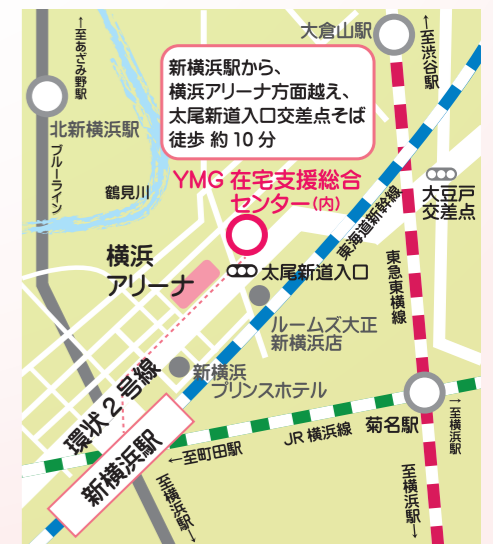 大倉山駅
←至あざみ野駅
←至渋谷駅
新横浜駅から、
横浜アリーナ方面越え、
太尾新道入口交差点そば
徒歩 約10分
北新横浜駅
ブルーライン
鶴見川
YMG 在宅支援総合
センター(内)
大豆戸
交差点
東海道新幹線
横浜
アリーナ
太尾新道入口
東急東横線
ルームズ大正
新横浜店
新横浜
プリンスホテル
環状2号線
菊名駅
→至横浜駅
JR 横浜線
←至町田駅
新横浜駅
至横浜駅→
至横浜駅→